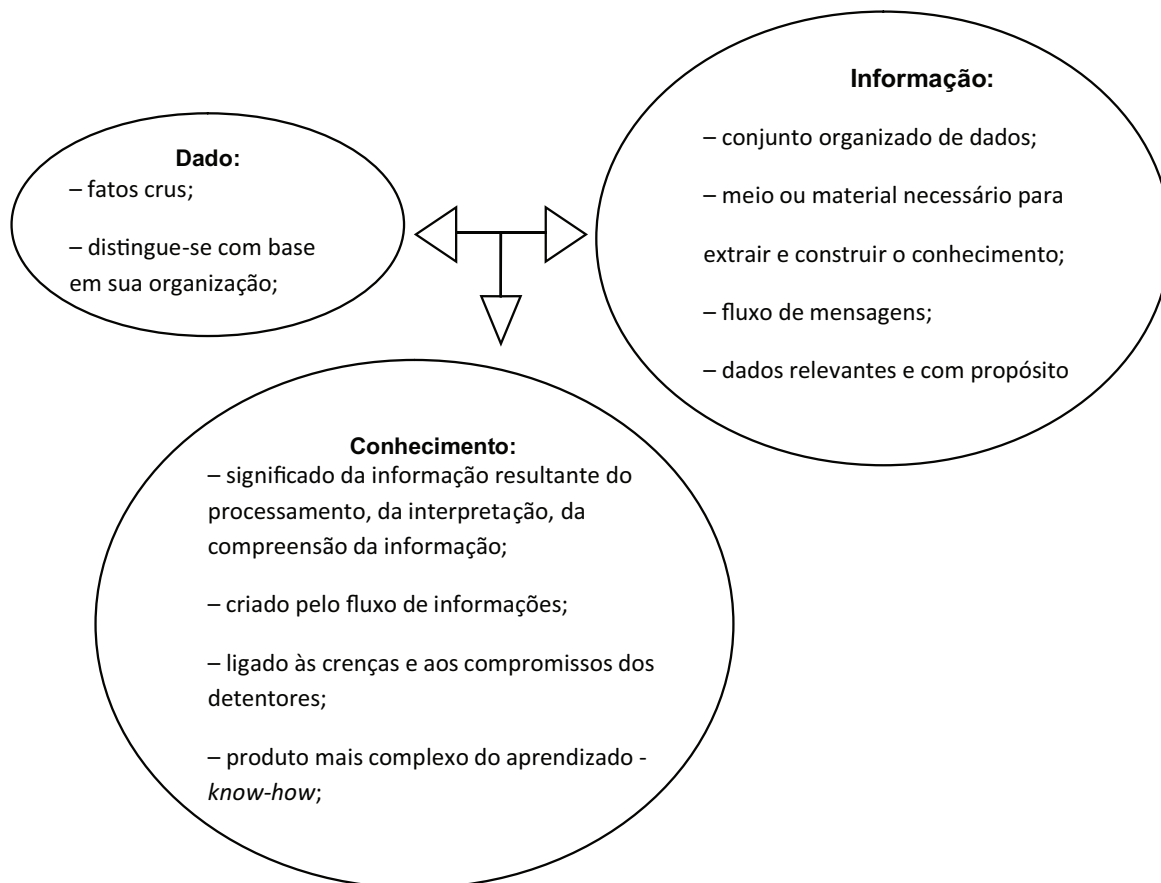 Dado:
– fatos crus;
– distingue-se com base
em sua organização;
Informação:
– conjunto organizado de dados;
– meio ou material necessário para
extrair e construir o conhecimento;
– fluxo de mensagens;
– dados relevantes e com propósito
Conhecimento:
– significado da informação resultante do
processamento, da interpretação, da
compreensão da informação;
– criado pelo fluxo de informações;
– ligado às crenças e aos compromissos dos
detentores;
– produto mais complexo do aprendizado -
know-how;